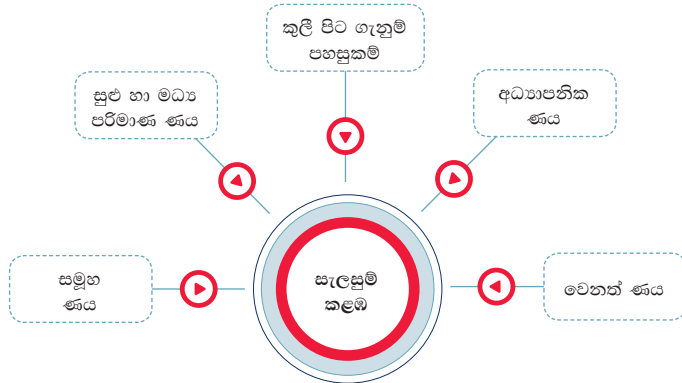 කුලී පිට ගැනුම්
පහසුකම්
සුළු හා මධ්‍ය
පරිමාණ ණය
අධ්‍යාපනික
ණය
සමූහ
ණය
සැලසුම්
කළඹ
වෙනත් ණය